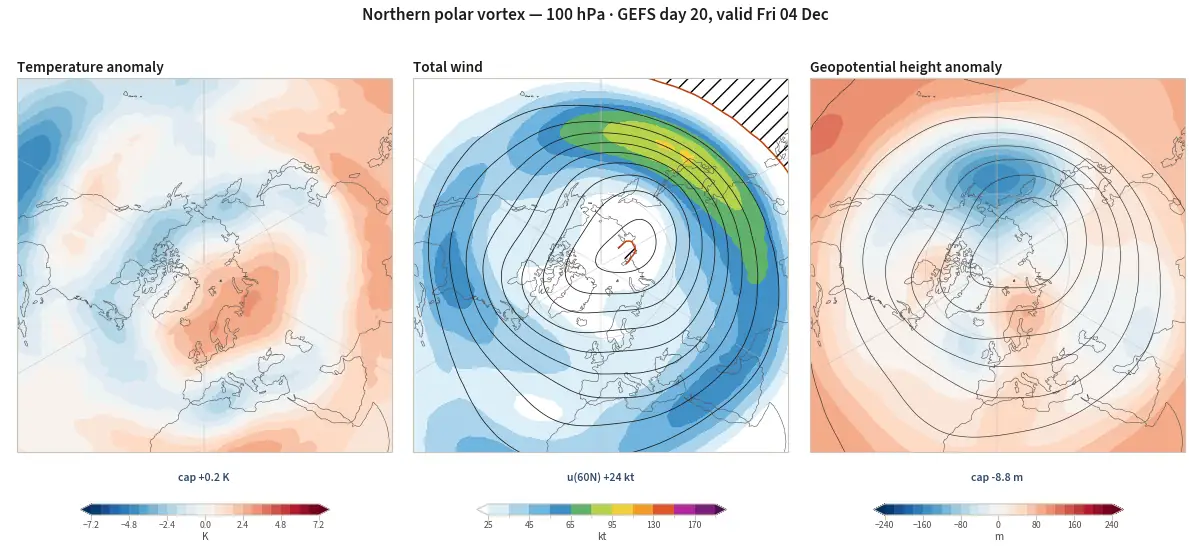 Northern polar vortex — 100 hPa · GEFS day 20, valid Fri 04 Dec
Temperature anomaly
Total wind
Geopotential height anomaly
cap +0.2 K
u(60N) +24 kt
cap -8.8 m
−7.2 −4.8 −2.4 0.0 2.4 4.8 7.2
K
25 45 65 95 130 170
kt
−240 −160 −80 0 80 160 240
m